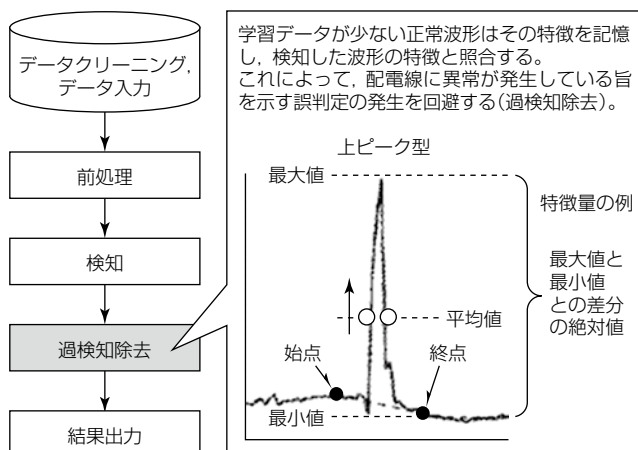 データクリーニング,
データ入力
前処理
検知
過検知除去
結果出力
学習データが少ない正常波形はその特徴を記憶
し, 検知した波形の特徴と照合する。
これによって, 配電線に異常が発生している旨
を示す誤判定の発生を回避する(過検知除去)。
上ピーク型
最大値
特徴量の例
最大値と
最小値
との差分
の絶対値
平均値
始点
終点
最小値